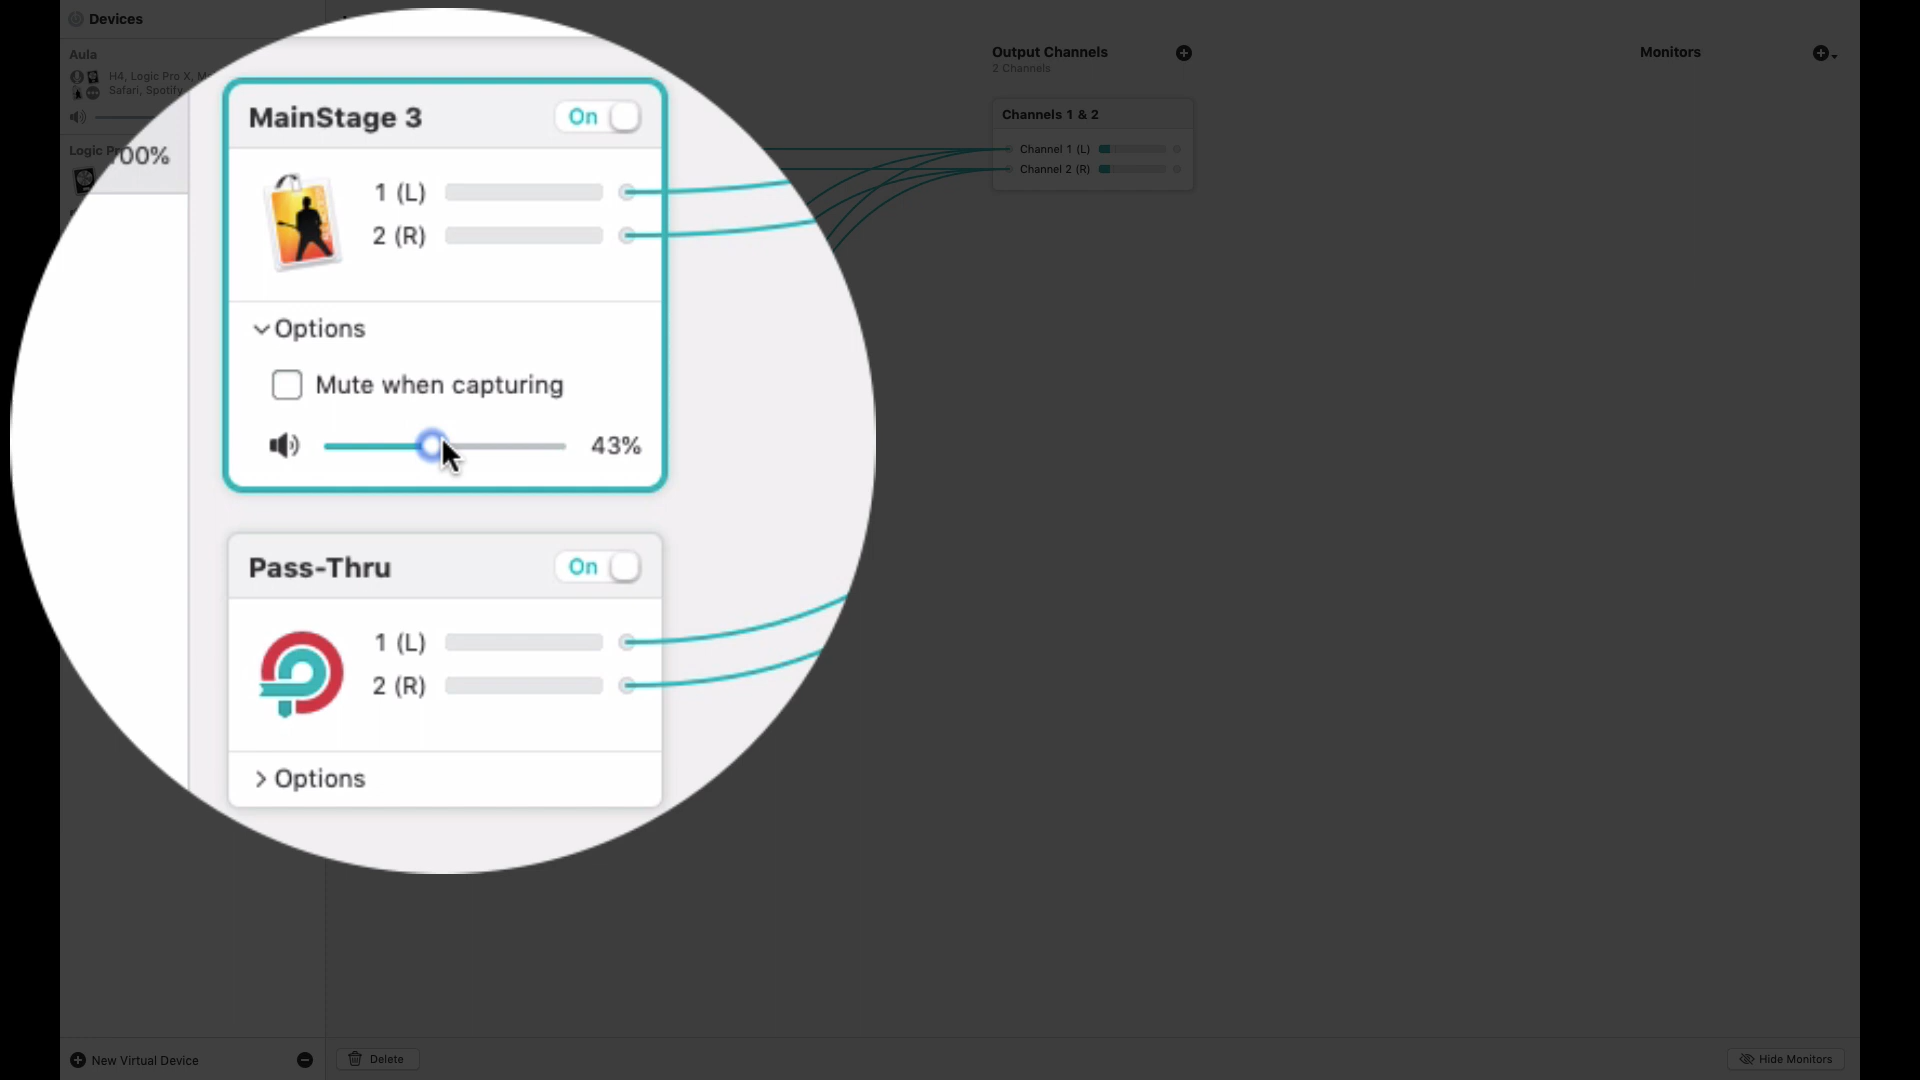 Devices
Aula
H4, Logic Pro X, M
Safari, Spotify
Logic Pr
00%
MainStage 3
On
1 (L)
2 (R)
Options
Mute when capturing
43%
Pass-Thru
On
1 (L)
2 (R)
Options
Output Channels
2 Channels
Channels 1 & 2
Channel 1 (L)
Channel 2 (R)
Monitors
New Virtual Device
Delete
Hide Monitors